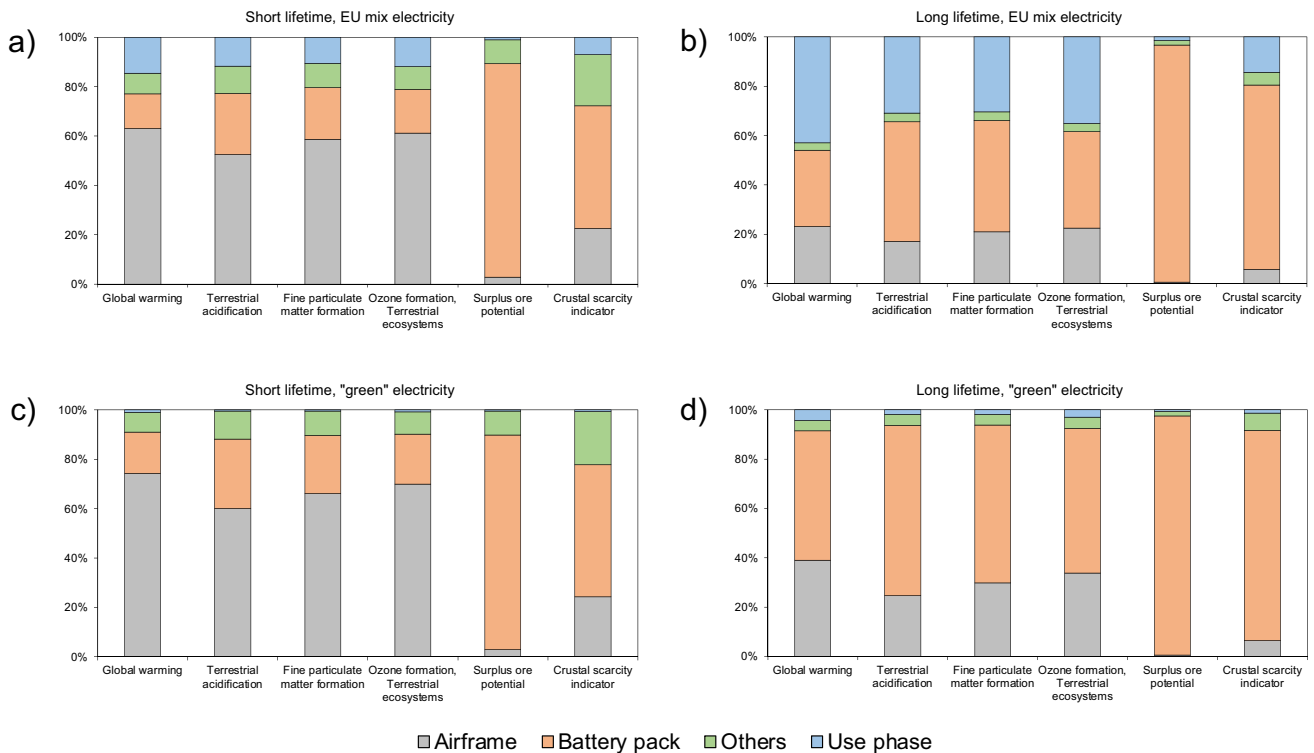 Short lifetime, EU mix electricity
a)
100%
80%
60%
40%
20%
0%
Global warming
Terrestrial
acidification
Fine particulate
matter formation
Ozone formation,
Terrestrial
ecosystems
Surplus ore
potential
Crustal scarcity
indicator
Long lifetime, EU mix electricity
b)
100%
80%
60%
40%
20%
0%
Global warming
Terrestrial
acidification
Fine particulate
matter formation
Ozone formation,
Terrestrial
ecosystems
Surplus ore
potential
Crustal scarcity
indicator
Short lifetime, "green" electricity
c)
100%
80%
60%
40%
20%
0%
Global warming
Terrestrial
acidification
Fine particulate
matter formation
Ozone formation,
Terrestrial
ecosystems
Surplus ore
potential
Crustal scarcity
indicator
Long lifetime, "green" electricity
d)
100%
80%
60%
40%
20%
0%
Global warming
Terrestrial
acidification
Fine particulate
matter formation
Ozone formation,
Terrestrial
ecosystems
Surplus ore
potential
Crustal scarcity
indicator
Airframe Battery pack Others Use phase